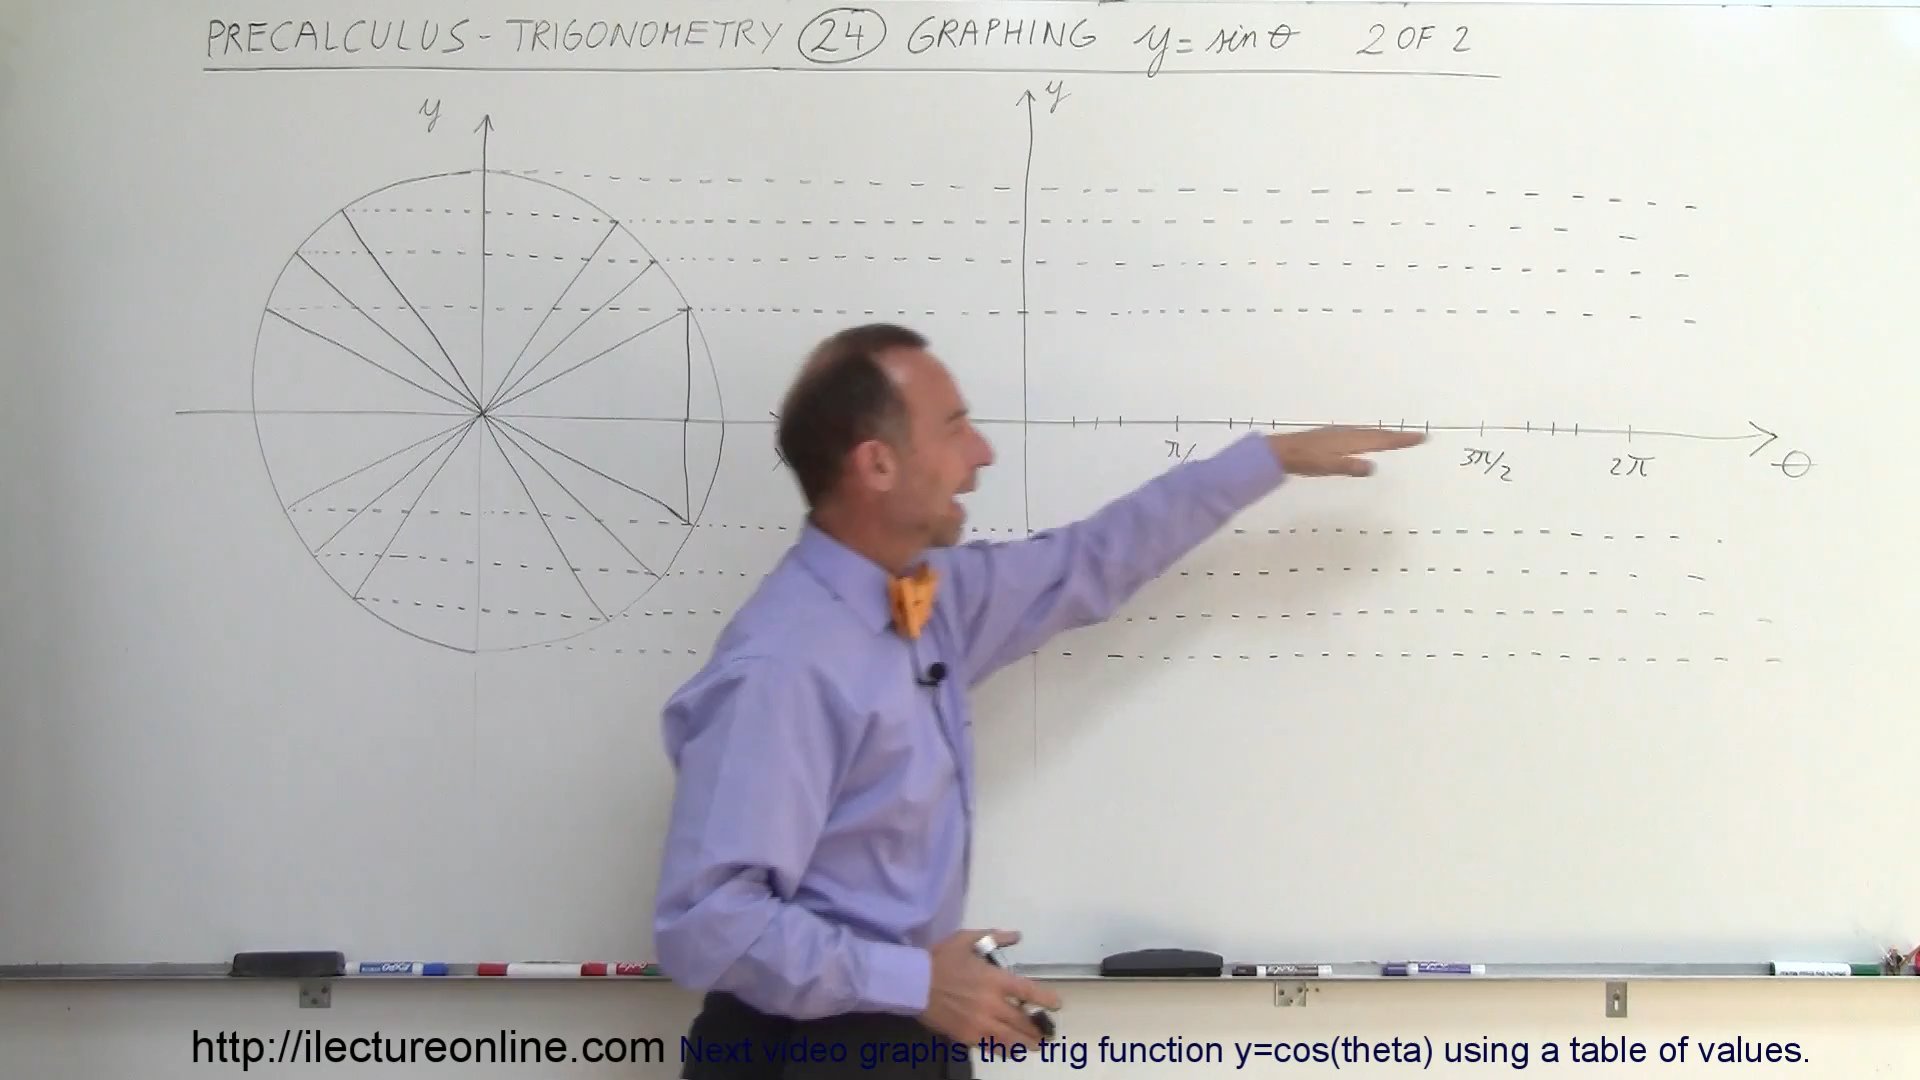 PRECALCULUS - TRIGONOMETRY 24 GRAPHING y = sin θ 2 OF 2
y
y
π/
3π/2
2π
θ
EXPO
http://ilectureonline.com Next video graphs the trig function y=cos(theta) using a table of values.